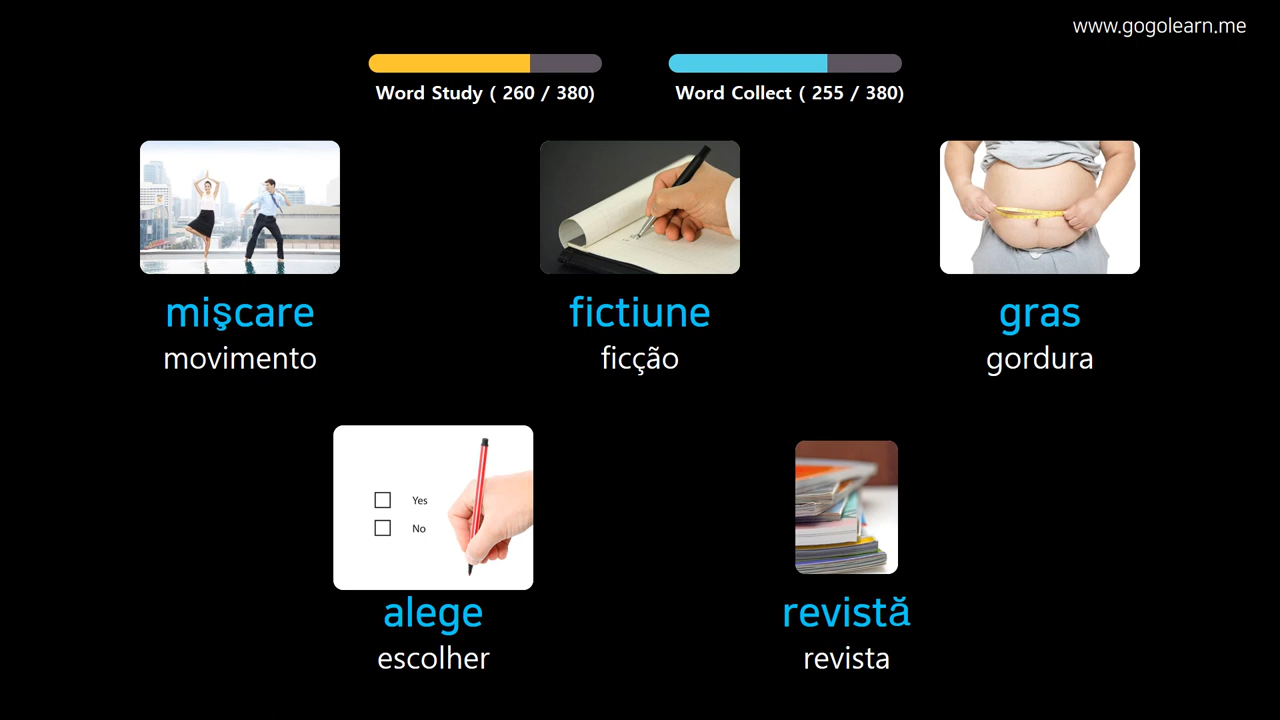 www.gogolearn.me
Word Study ( 260 / 380)
Word Collect ( 255 / 380)
mişcare
movimento
fictiune
ficção
gras
gordura
Yes
No
alege
escolher
revistă
revista